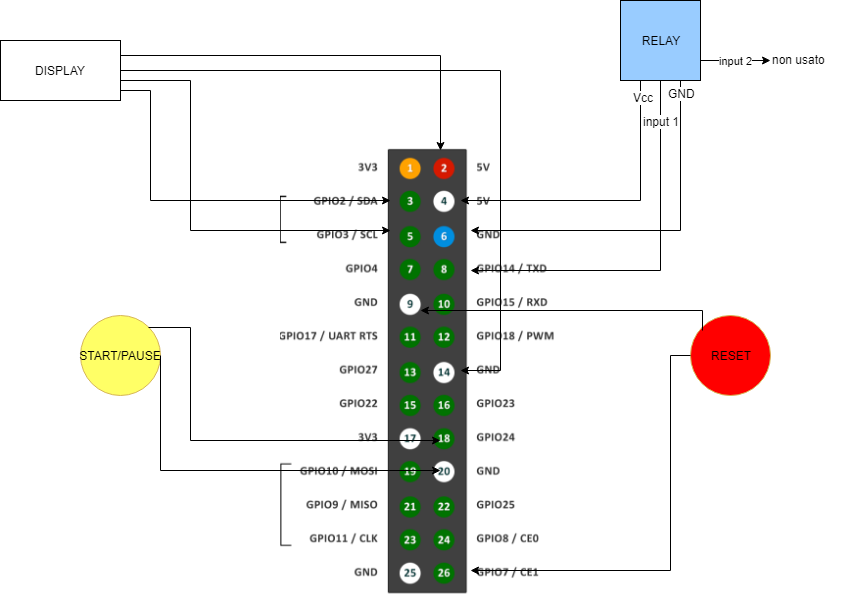 RELAY
DISPLAY
input 2
non usato
Vcc
GND
input 1
3V3 1 2 5V
GPIO2 / SDA 3 4 5V
GPIO3 / SCL 5 6 GND
GPIO4 7 8 GPIO14 / TXD
GND 9 10 GPIO15 / RXD
GPIO17 / UART RTS 11 12 GPIO18 / PWM
START/PAUSE
RESET
GPIO27 13 14 GND
GPIO22 15 16 GPIO23
3V3 17 18 GPIO24
GPIO10 / MOSI 19 20 GND
GPIO9 / MISO 21 22 GPIO25
GPIO11 / CLK 23 24 GPIO8 / CE0
GND 25 26 GPIO7 / CE1